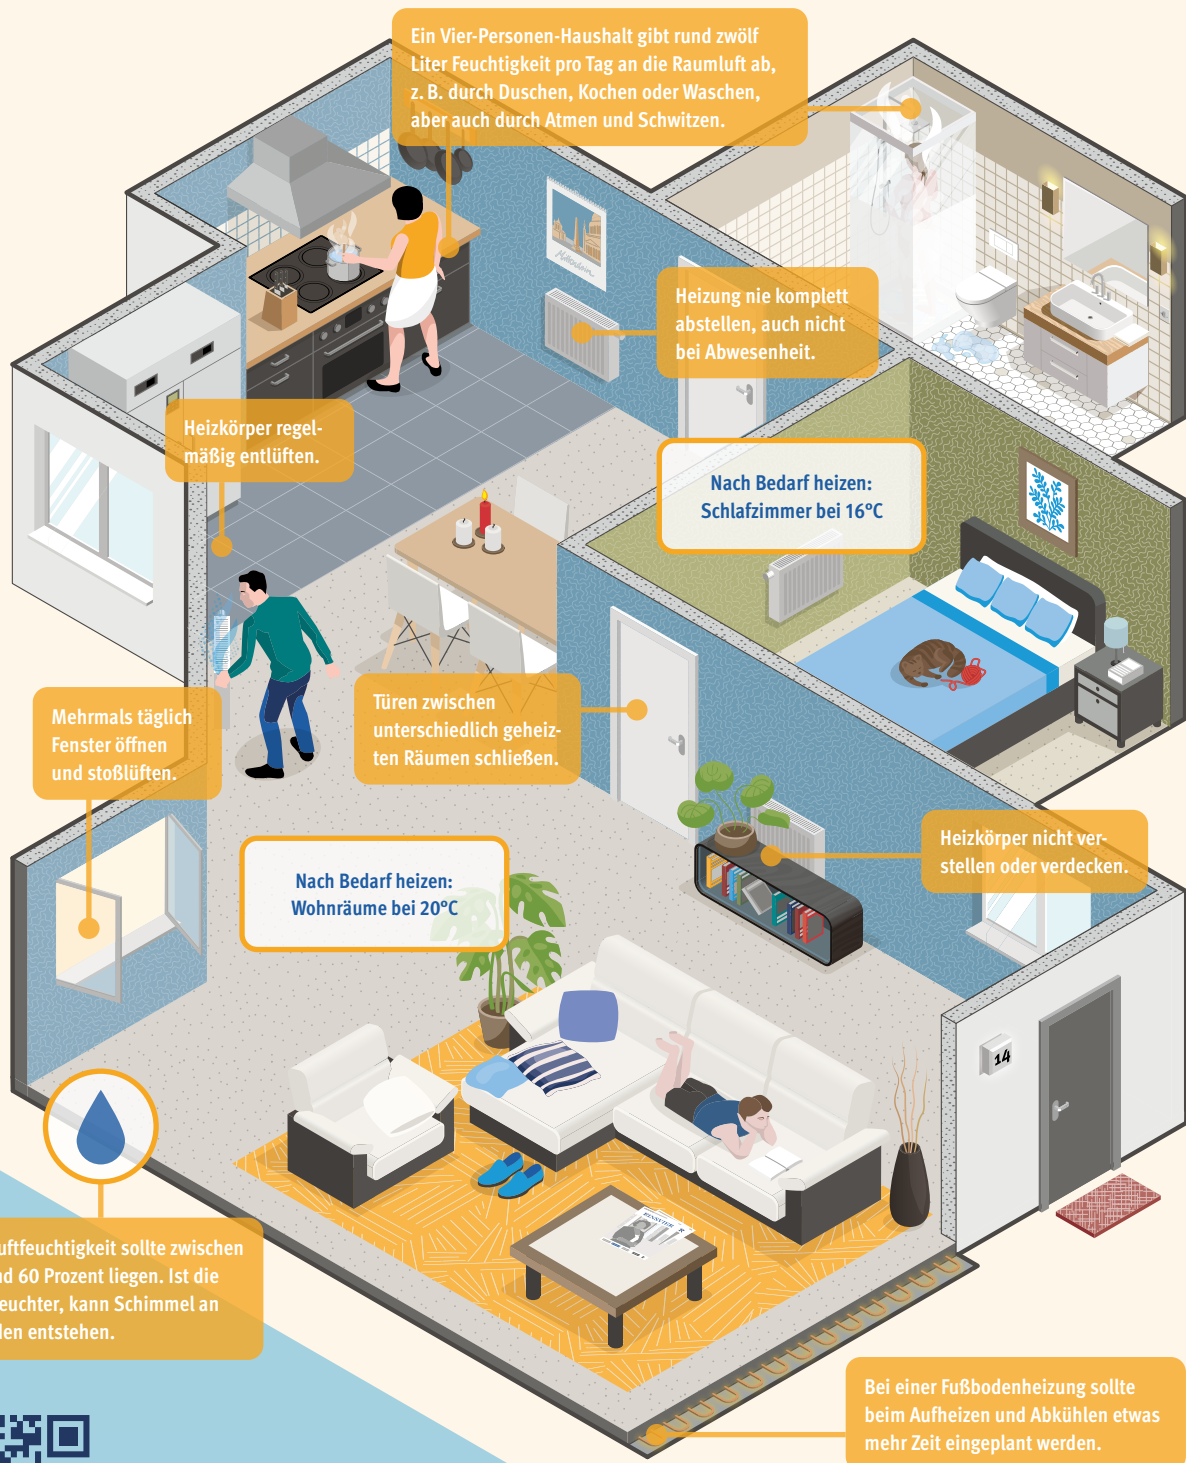 Ein Vier-Personen-Haushalt gibt rund zwölf
Liter Feuchtigkeit pro Tag an die Raumluft ab,
z. B. durch Duschen, Kochen oder Waschen,
aber auch durch Atmen und Schwitzen.
Heizung nie komplett
abstellen, auch nicht
bei Abwesenheit.
Heizkörper regel-
mäßig entlüften.
Nach Bedarf heizen:
Schlafzimmer bei 16°C
Mehrmals täglich
Fenster öffnen
und stoßlüften.
Türen zwischen
unterschiedlich geheiz-
ten Räumen schließen.
Heizkörper nicht ver-
stellen oder verdecken.
Nach Bedarf heizen:
Wohnräume bei 20°C
14
uftfeuchtigkeit sollte zwischen
nd 60 Prozent liegen. Ist die
euchter, kann Schimmel an
den entstehen.
Bei einer Fußbodenheizung sollte
beim Aufheizen und Abkühlen etwas
mehr Zeit eingeplant werden.